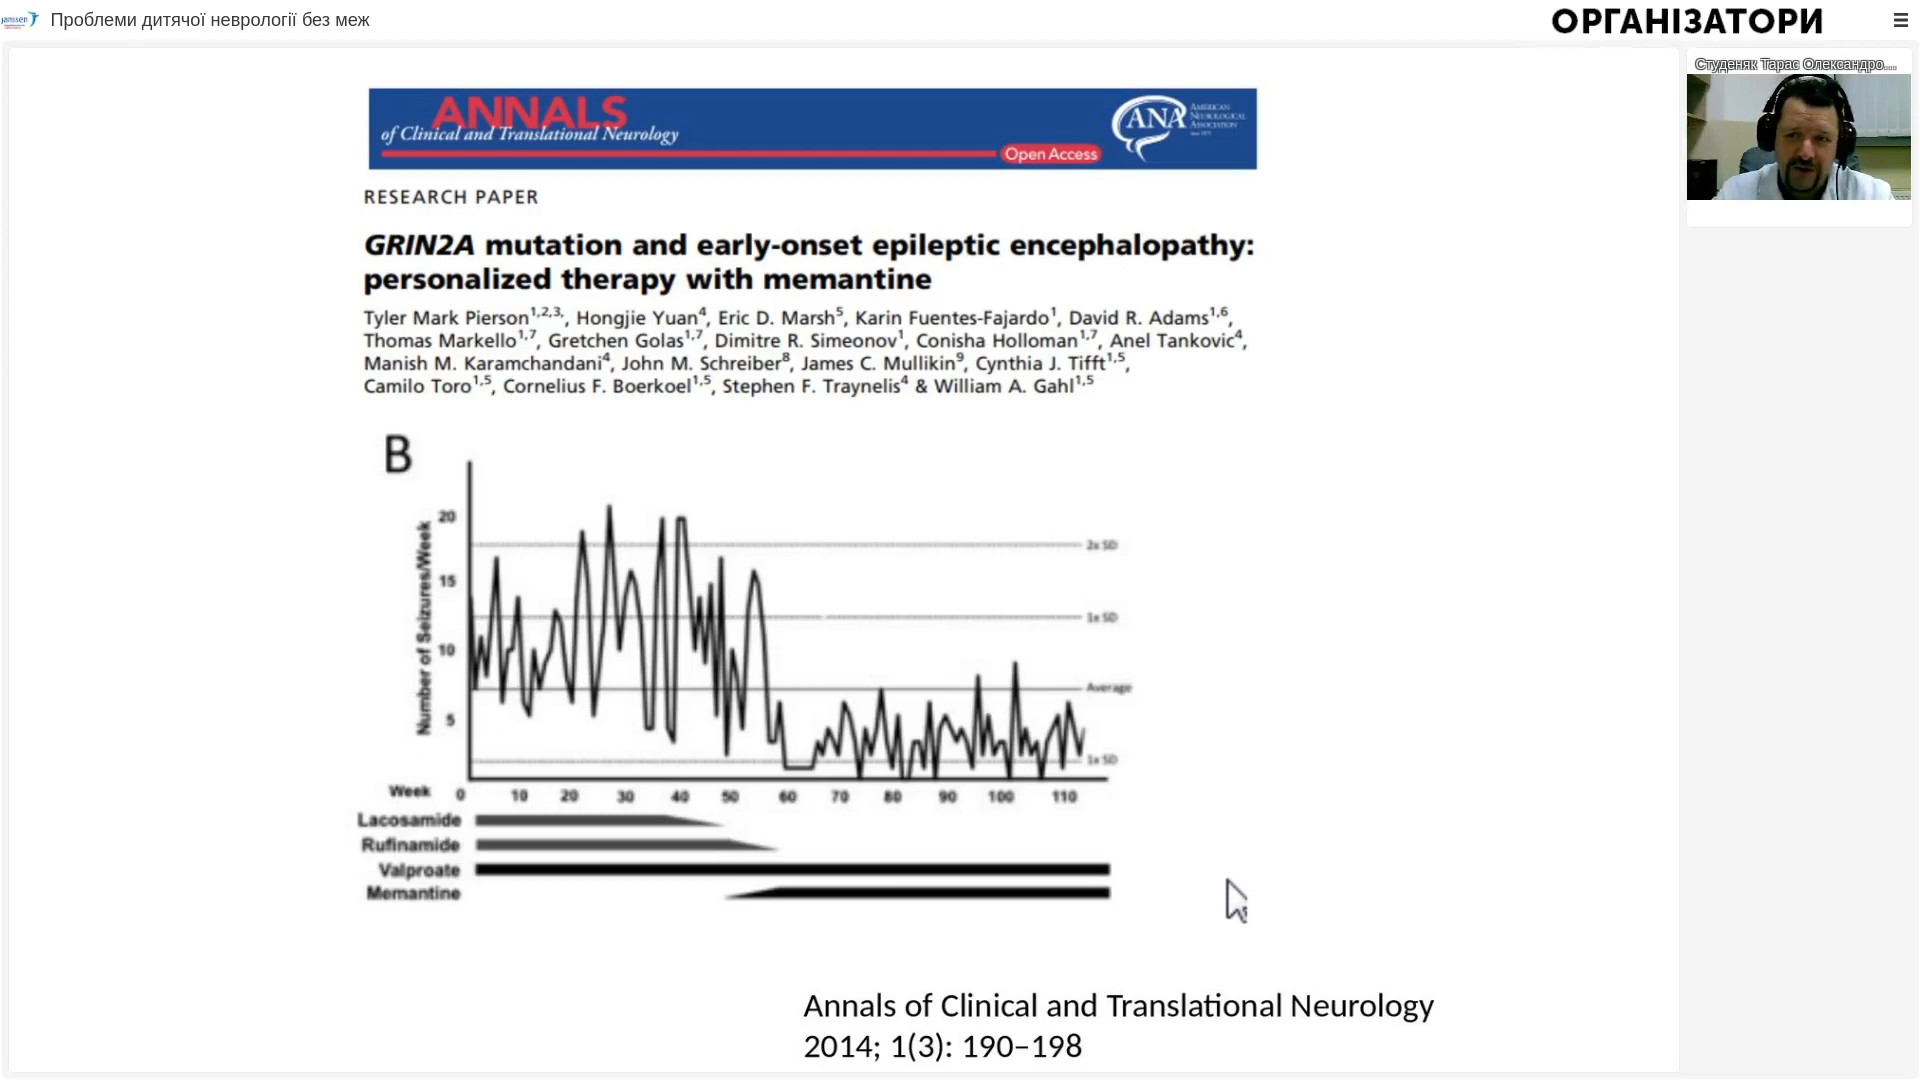 janssen
Проблеми дитячої неврології без меж
ОРГАНІЗАТОРИ
Студеняк Тарас Олександро...
ANNALS
of Clinical and Translational Neurology
Open Access
ANA
AMERICAN
NEUROLOGICAL
ASSOCIATION
RESEARCH PAPER
GRIN2A mutation and early-onset epileptic encephalopathy:
personalized therapy with memantine
Tyler Mark Pierson1,2,3,, Hongjie Yuan4, Eric D. Marsh5, Karin Fuentes-Fajardo1, David R. Adams1,6,
Thomas Markello1,7, Gretchen Golas1,7, Dimitre R. Simeonov1, Conisha Holloman1,7, Anel Tankovic4,
Manish M. Karamchandani4, John M. Schreiber8, James C. Mullikin9, Cynthia J. Tifft1,5,
Camilo Toro1,5, Cornelius F. Boerkoel1,5, Stephen F. Traynelis4 & William A. Gahl1,5
B
Number of Seizures/Week
20
15
10
5
2x SD
1x SD
Average
1x SD
Week 0 10 20 30 40 50 60 70 80 90 100 110
Lacosamide
Rufinamide
Valproate
Memantine
Annals of Clinical and Translational Neurology
2014; 1(3): 190–198